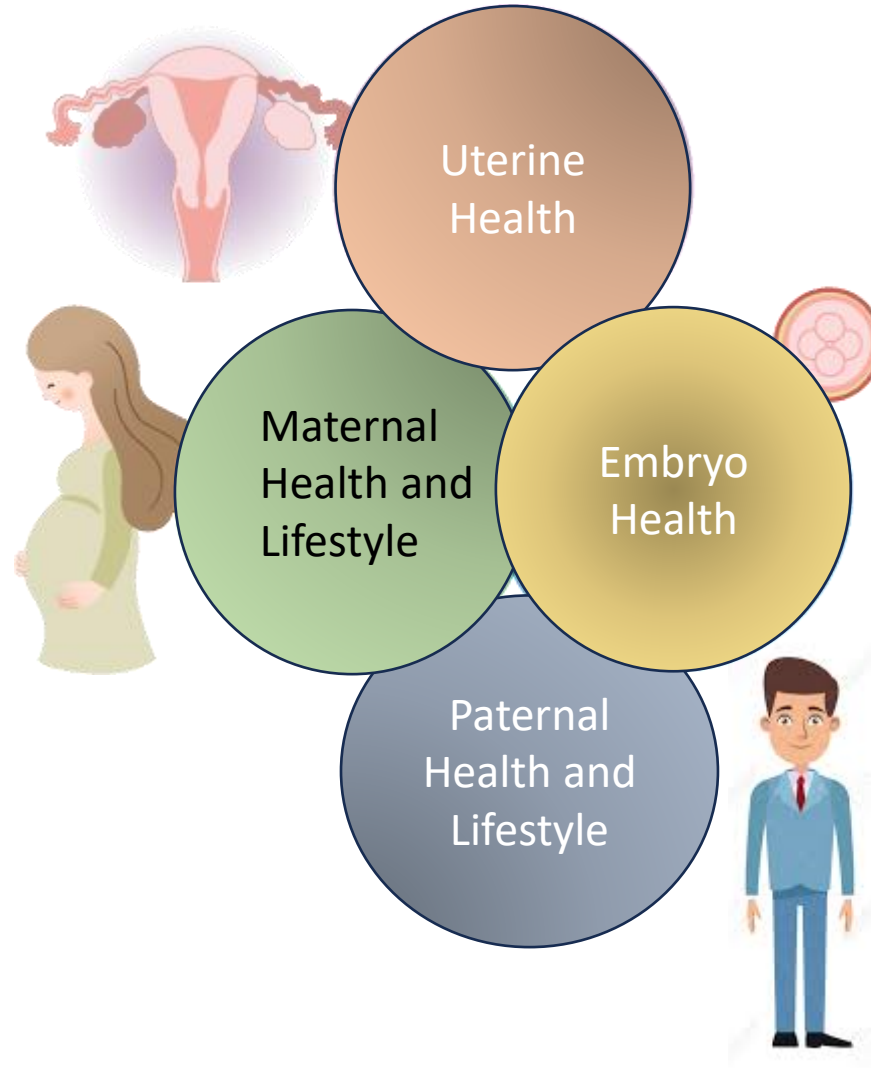 Uterine
Health
Maternal
Health and
Lifestyle
Embryo
Health
Paternal
Health and
Lifestyle